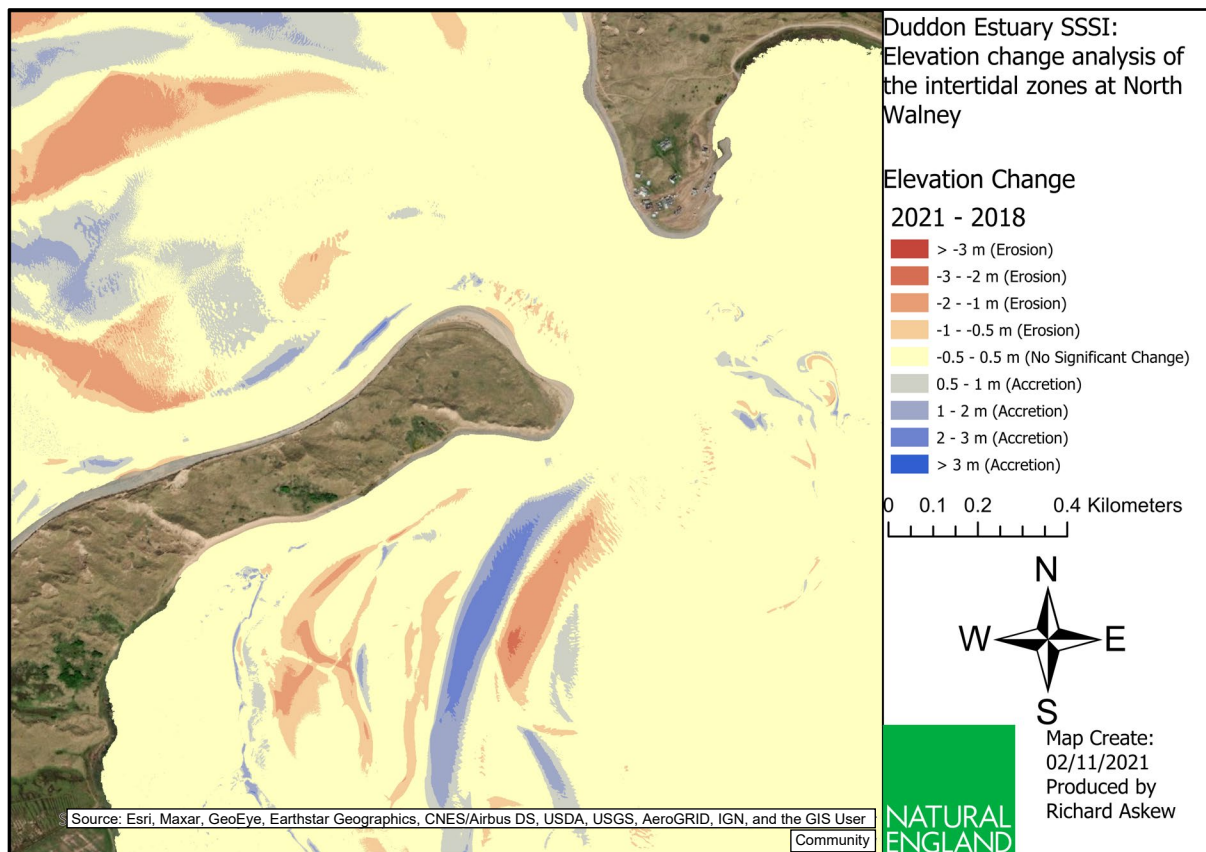 Duddon Estuary SSSI:
Elevation change analysis of
the intertidal zones at North
Walney
Elevation Change
2021 - 2018
> -3 m (Erosion)
-3 - -2 m (Erosion)
-2 - -1 m (Erosion)
-1 - -0.5 m (Erosion)
-0.5 - 0.5 m (No Significant Change)
0.5 - 1 m (Accretion)
1 - 2 m (Accretion)
2 - 3 m (Accretion)
> 3 m (Accretion)
0 0.1 0.2 0.4 Kilometers
N
W E
S
Map Create:
02/11/2021
Produced by
Richard Askew
NATURAL
ENGLAND
Source: Esri, Maxar, GeoEye, Earthstar Geographics, CNES/Airbus DS, USDA, USGS, AeroGRID, IGN, and the GIS User
Community